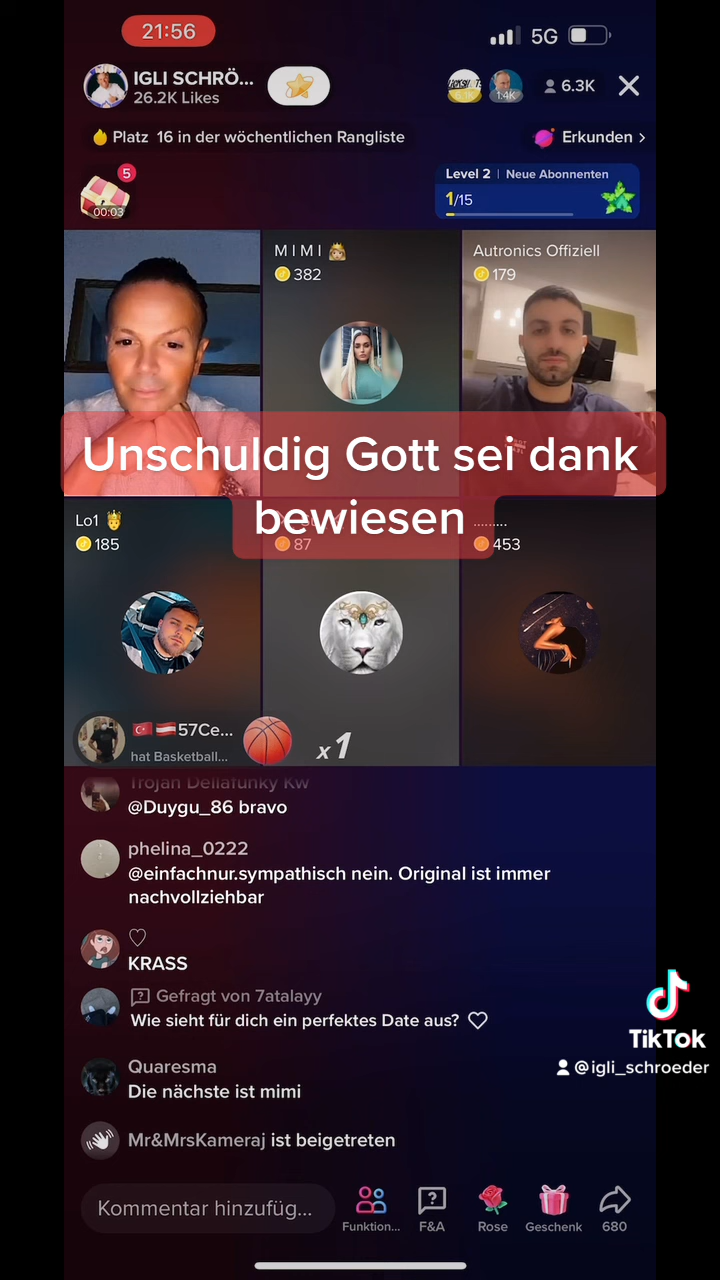 21:56
5G
IGLI SCHRÖ...
26.2K Likes
1.4K
6.3K
Platz 16 in der wöchentlichen Rangliste
Erkunden >
5
00:03
Level 2 | Neue Abonnenten
1/15
M I M I
382
Autronics Offiziell
179
Unschuldig Gott sei dank
bewiesen
Lo1
185
87
.........
453
57Ce...
hat Basketball...
x1
Trojan Dellafunky Kw
@Duygu_86 bravo
phelina_0222
@einfachnur.sympathisch nein. Original ist immer
nachvollziehbar
KRASS
Gefragt von 7atalayy
Wie sieht für dich ein perfektes Date aus?
Quaresma
Die nächste ist mimi
Mr&MrsKameraj ist beigetreten
TikTok
@igli_schroeder
Kommentar hinzufüg...
Funktion...
F&A
Rose
Geschenk
680